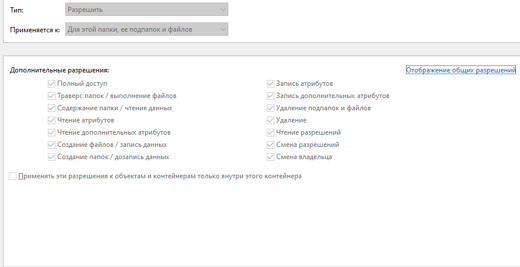 Тип:
Разрешить
Применяется к:
Для этой папки, ее подпапок и файлов
Дополнительные разрешения:
Отображение общих разрешений
Полный доступ
Запись атрибутов
Траверс папок / выполнение файлов
Запись дополнительных атрибутов
Содержание папки / чтение данных
Удаление подпапок и файлов
Чтение атрибутов
Удаление
Чтение дополнительных атрибутов
Чтение разрешений
Создание файлов / запись данных
Смена разрешений
Создание папок / дозапись данных
Смена владельца
Применять эти разрешения к объектам и контейнерам только внутри этого контейнера